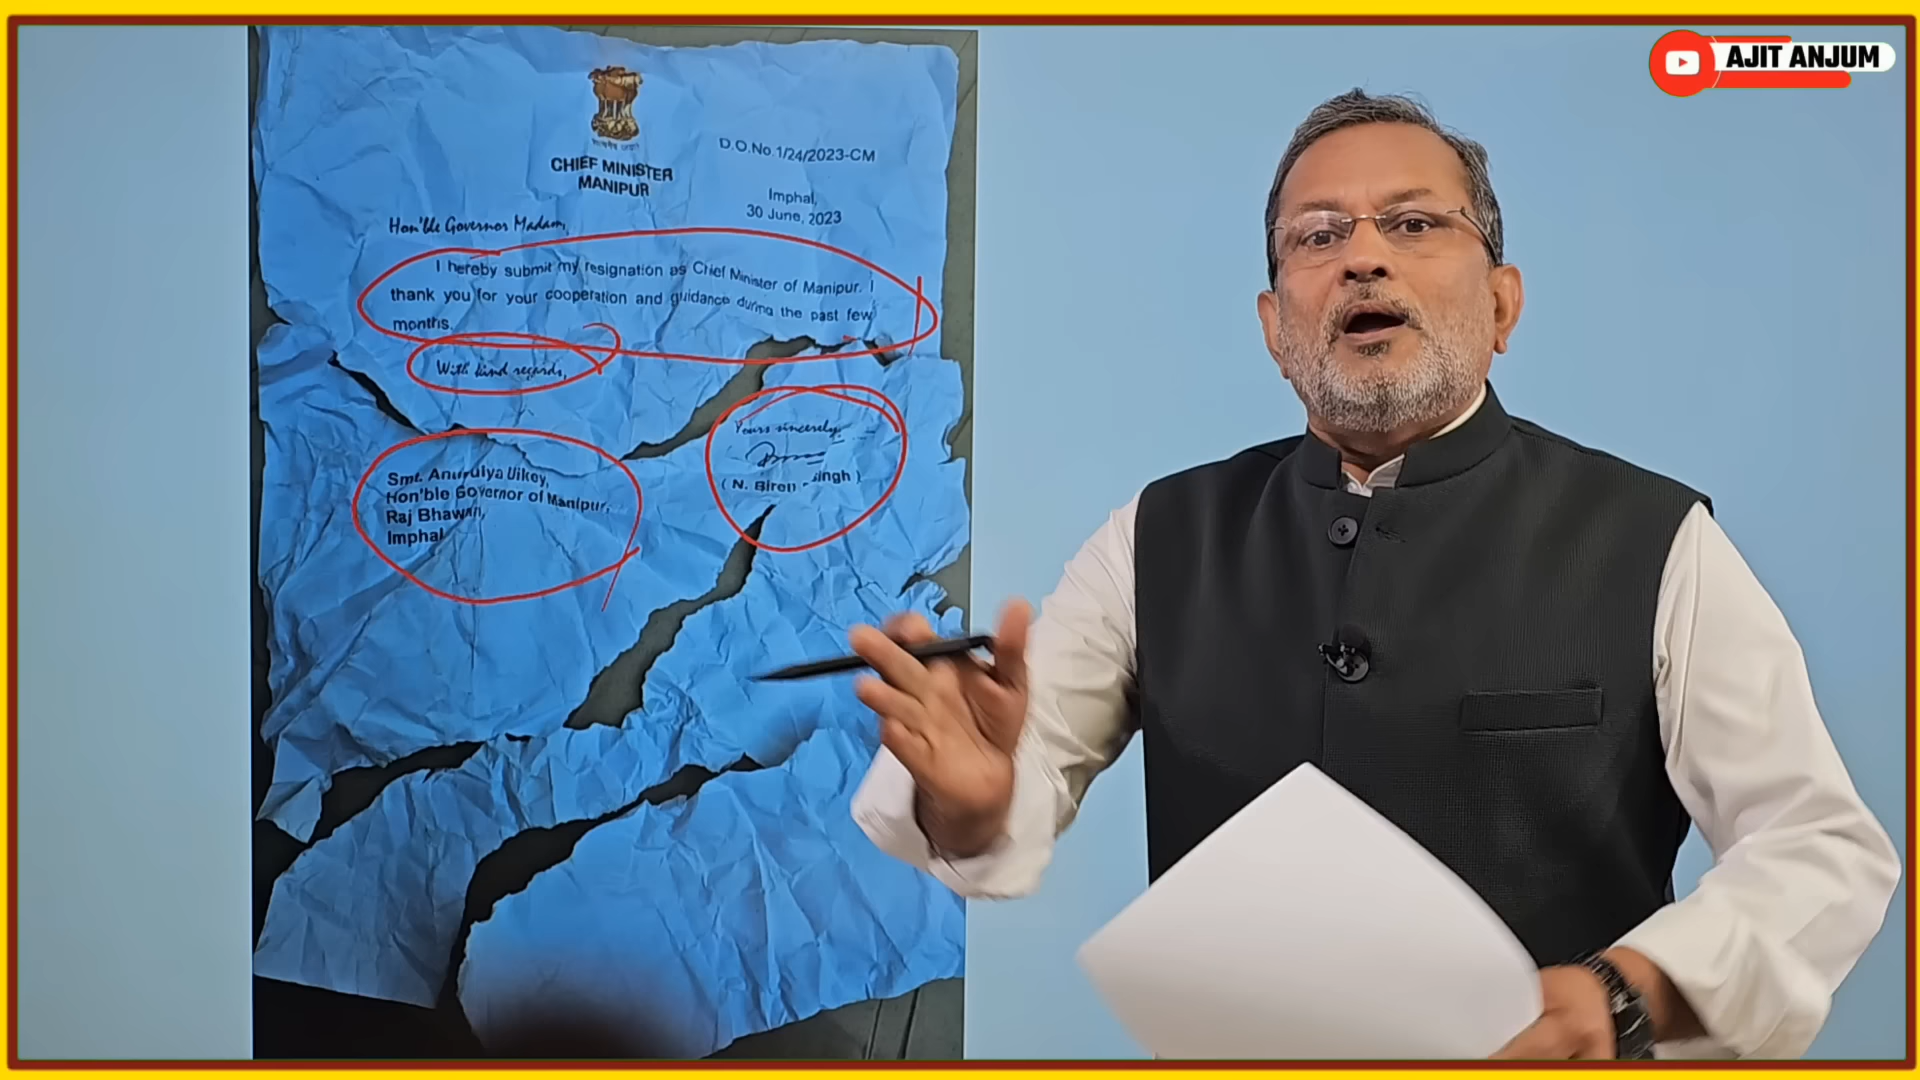 AJIT ANJUM
D.O.No.1/24/2023-CM
CHIEF MINISTER
MANIPUR
Imphal,
30 June, 2023
Hon'ble Governor Madam,
I hereby submit my resignation as Chief Minister of Manipur. I
thank you for your cooperation and guidance during the past few
months.
With kind regards,
Yours sincerely,
( N. Biren Singh )
Smt. Anusuiya Uikey,
Hon'ble Governor of Manipur,
Raj Bhawan,
Imphal